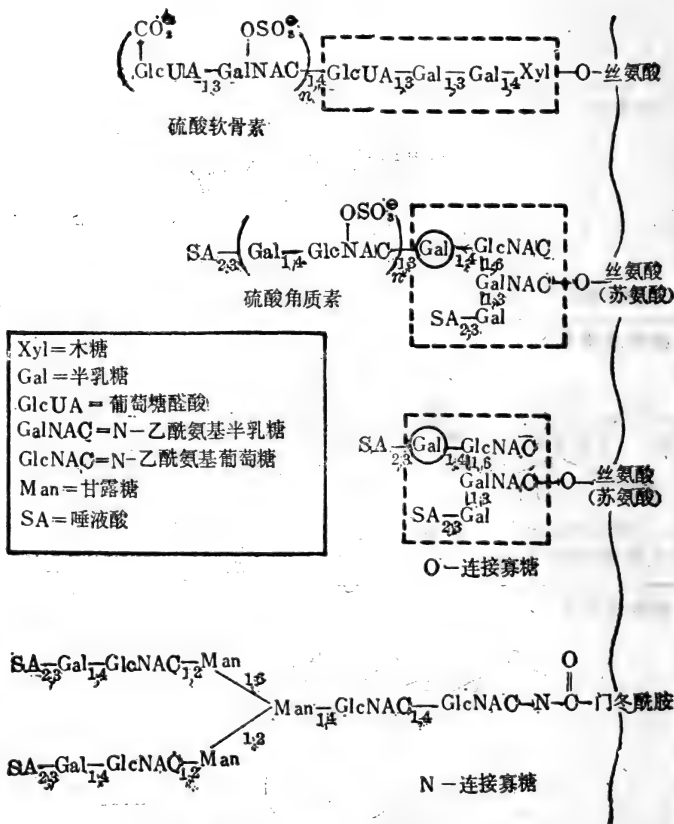 CO₂⊖ OSO₃⊖
(GlcUA—1,3—GalNAC)n—1,4—GlcUA—1,3—Gal—1,3—Gal—1,4—Xyl—O—丝氨酸
硫酸软骨素
OSO₃⊖
SA—2,3—(Gal—1,4—GlcNAC)n—1,3—Gal—1,4—GlcNAC
1,6
GalNAC—O—丝氨酸
(苏氨酸)
1,3
SA—2,3—Gal
硫酸角质素
Xyl=木糖
Gal=半乳糖
GlcUA=葡萄糖醛酸
GalNAC=N—乙酰氨基半乳糖
GlcNAC=N—乙酰氨基葡萄糖
Man=甘露糖
SA=唾液酸
SA—2,3—Gal—1,4—GlcNAC
1,6
GalNAC—O—丝氨酸
(苏氨酸)
1,3
SA—2,3—Gal
O—连接寡糖
SA—2,3—Gal—1,4—GlcNAC—1,2—Man
1,6
O
Man—1,4—GlcNAC—1,4—GlcNAC—N—C—门冬酰胺
SA—2,3—Gal—1,4—GlcNAC—1,2—Man
N—连接寡糖